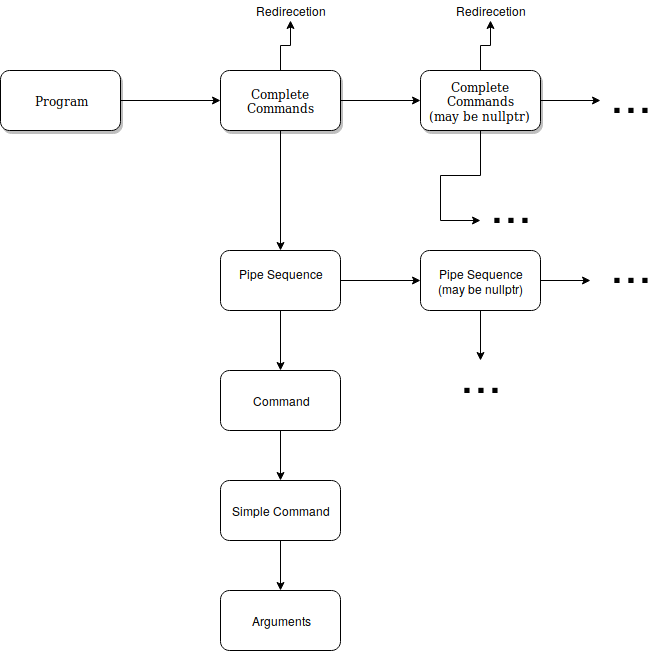 Redirecetion
Redirecetion
Program
Complete
Commands
Complete
Commands
(may be nullptr)
...
...
Pipe Sequence
Pipe Sequence
(may be nullptr)
...
...
Command
Simple Command
Arguments